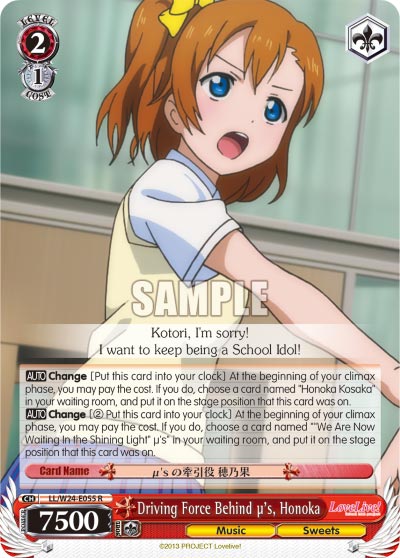 LEVEL
2
1
COST
SAMPLE
Kotori, I'm sorry!
I want to keep being a School Idol!
AUTO Change [Put this card into your clock] At the beginning of your climax
phase, you may pay the cost. If you do, choose a card named "Honoka Kosaka"
in your waiting room, and put it on the stage position that this card was on.
AUTO Change [② Put this card into your clock] At the beginning of your climax
phase, you may pay the cost. If you do, choose a card named ""We Are Now
Waiting In the Shining Light" μ's" in your waiting room, and put it on the
stage position that this card was on.
Card Name μ's の牽引役 穂乃果
CH LL/W24-E055 R
POWER 7500 Driving Force Behind μ's, Honoka LoveLive!
Music Sweets
©2013 PROJECT Lovelive!